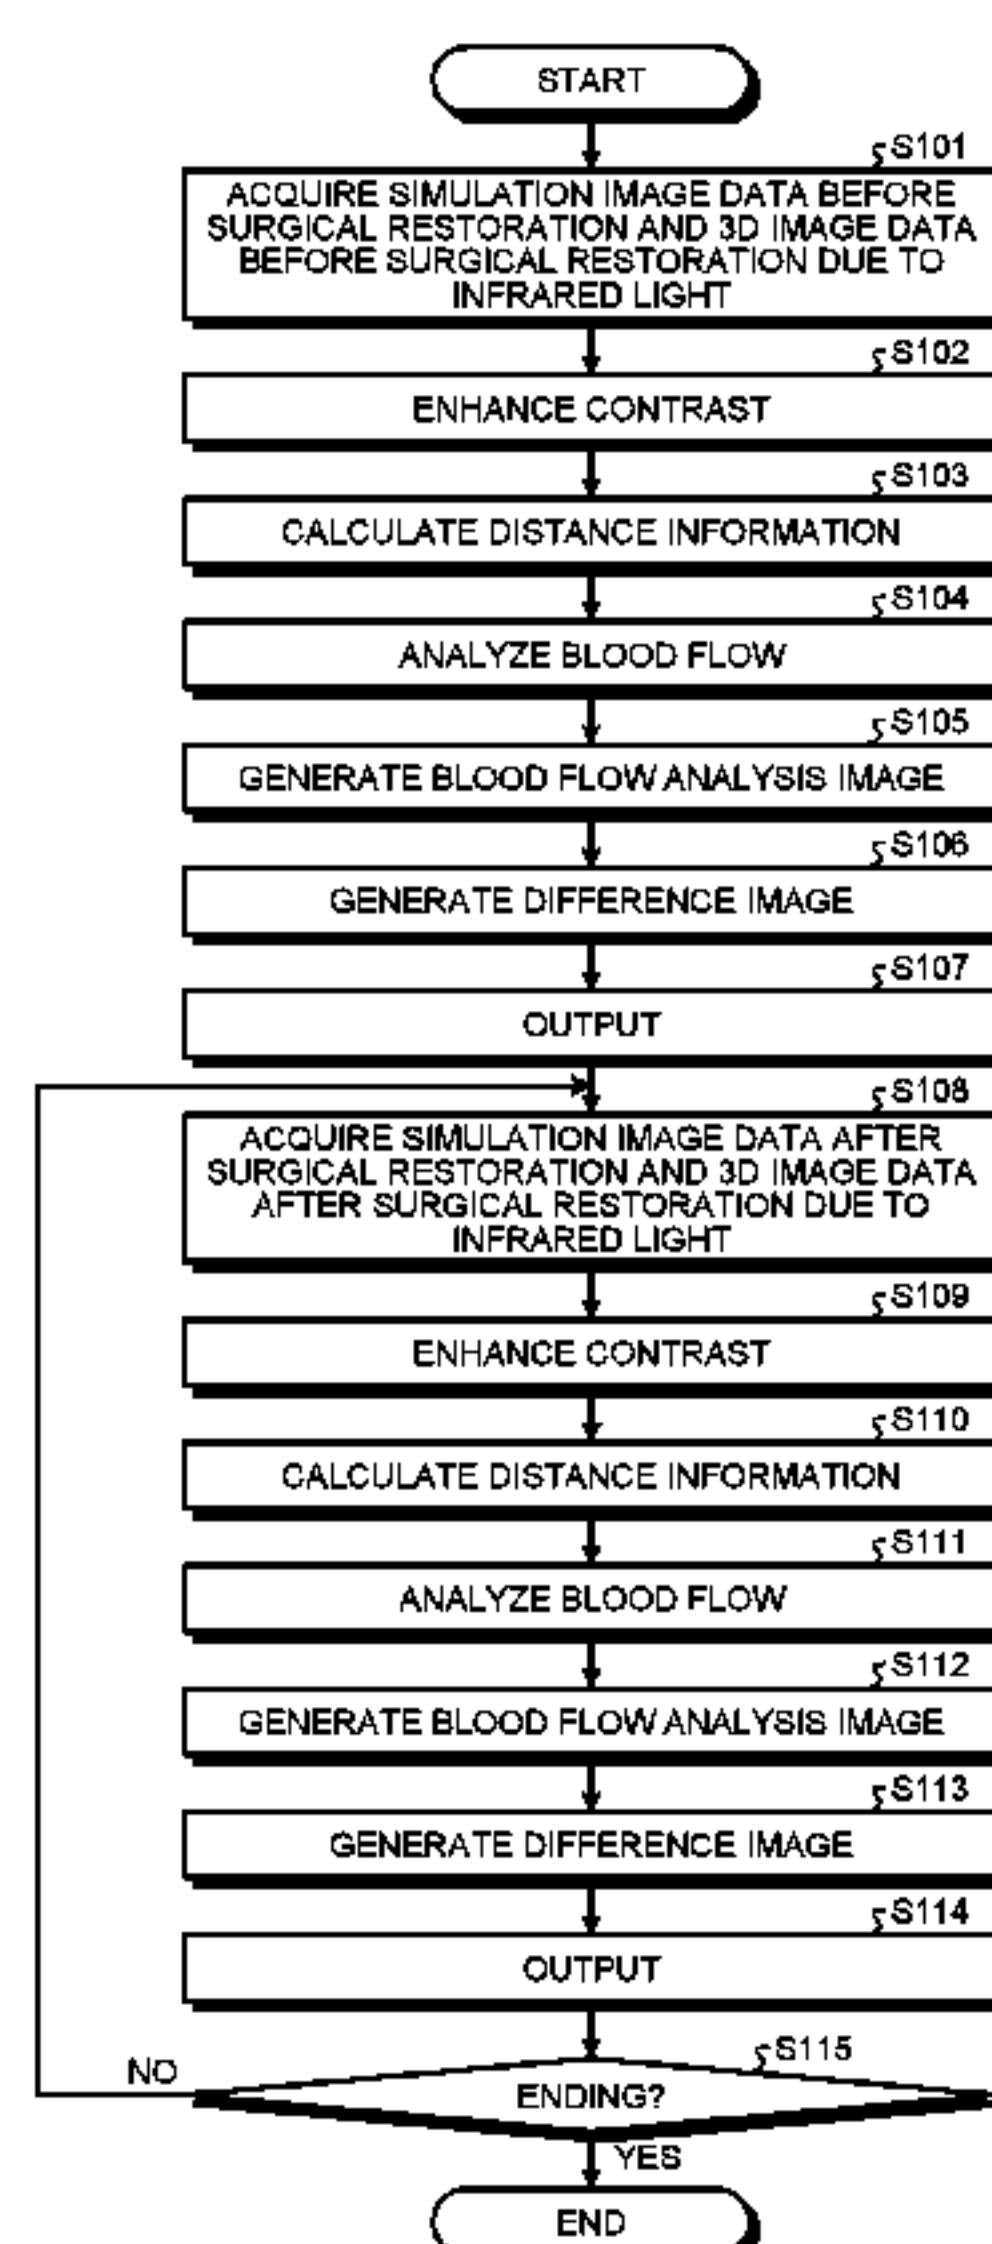 START
S101
ACQUIRE SIMULATION IMAGE DATA BEFORE
SURGICAL RESTORATION AND 3D IMAGE DATA
BEFORE SURGICAL RESTORATION DUE TO
INFRARED LIGHT
S102
ENHANCE CONTRAST
S103
CALCULATE DISTANCE INFORMATION
S104
ANALYZE BLOOD FLOW
S105
GENERATE BLOOD FLOW ANALYSIS IMAGE
S106
GENERATE DIFFERENCE IMAGE
S107
OUTPUT
S108
ACQUIRE SIMULATION IMAGE DATA AFTER
SURGICAL RESTORATION AND 3D IMAGE DATA
AFTER SURGICAL RESTORATION DUE TO
INFRARED LIGHT
S109
ENHANCE CONTRAST
S110
CALCULATE DISTANCE INFORMATION
S111
ANALYZE BLOOD FLOW
S112
GENERATE BLOOD FLOW ANALYSIS IMAGE
S113
GENERATE DIFFERENCE IMAGE
S114
OUTPUT
S115
NO
ENDING?
YES
END